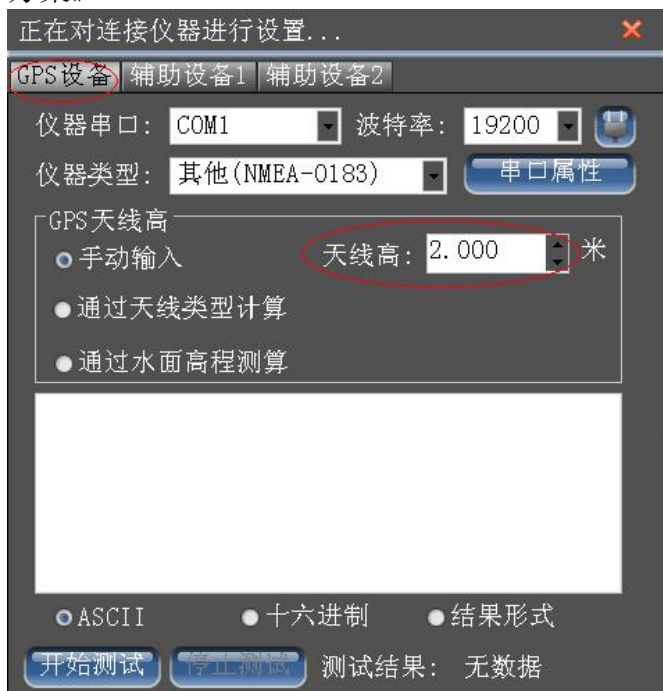 正在对连接仪器进行设置...
GPS设备 辅助设备1 辅助设备2
仪器串口: COM1 波特率: 19200
仪器类型: 其他(NMEA-0183) 串口属性
GPS天线高
手动输入 天线高: 2.000 米
通过天线类型计算
通过水面高程测算
ASCII 十六进制 结果形式
开始测试 停止测试 测试结果: 无数据